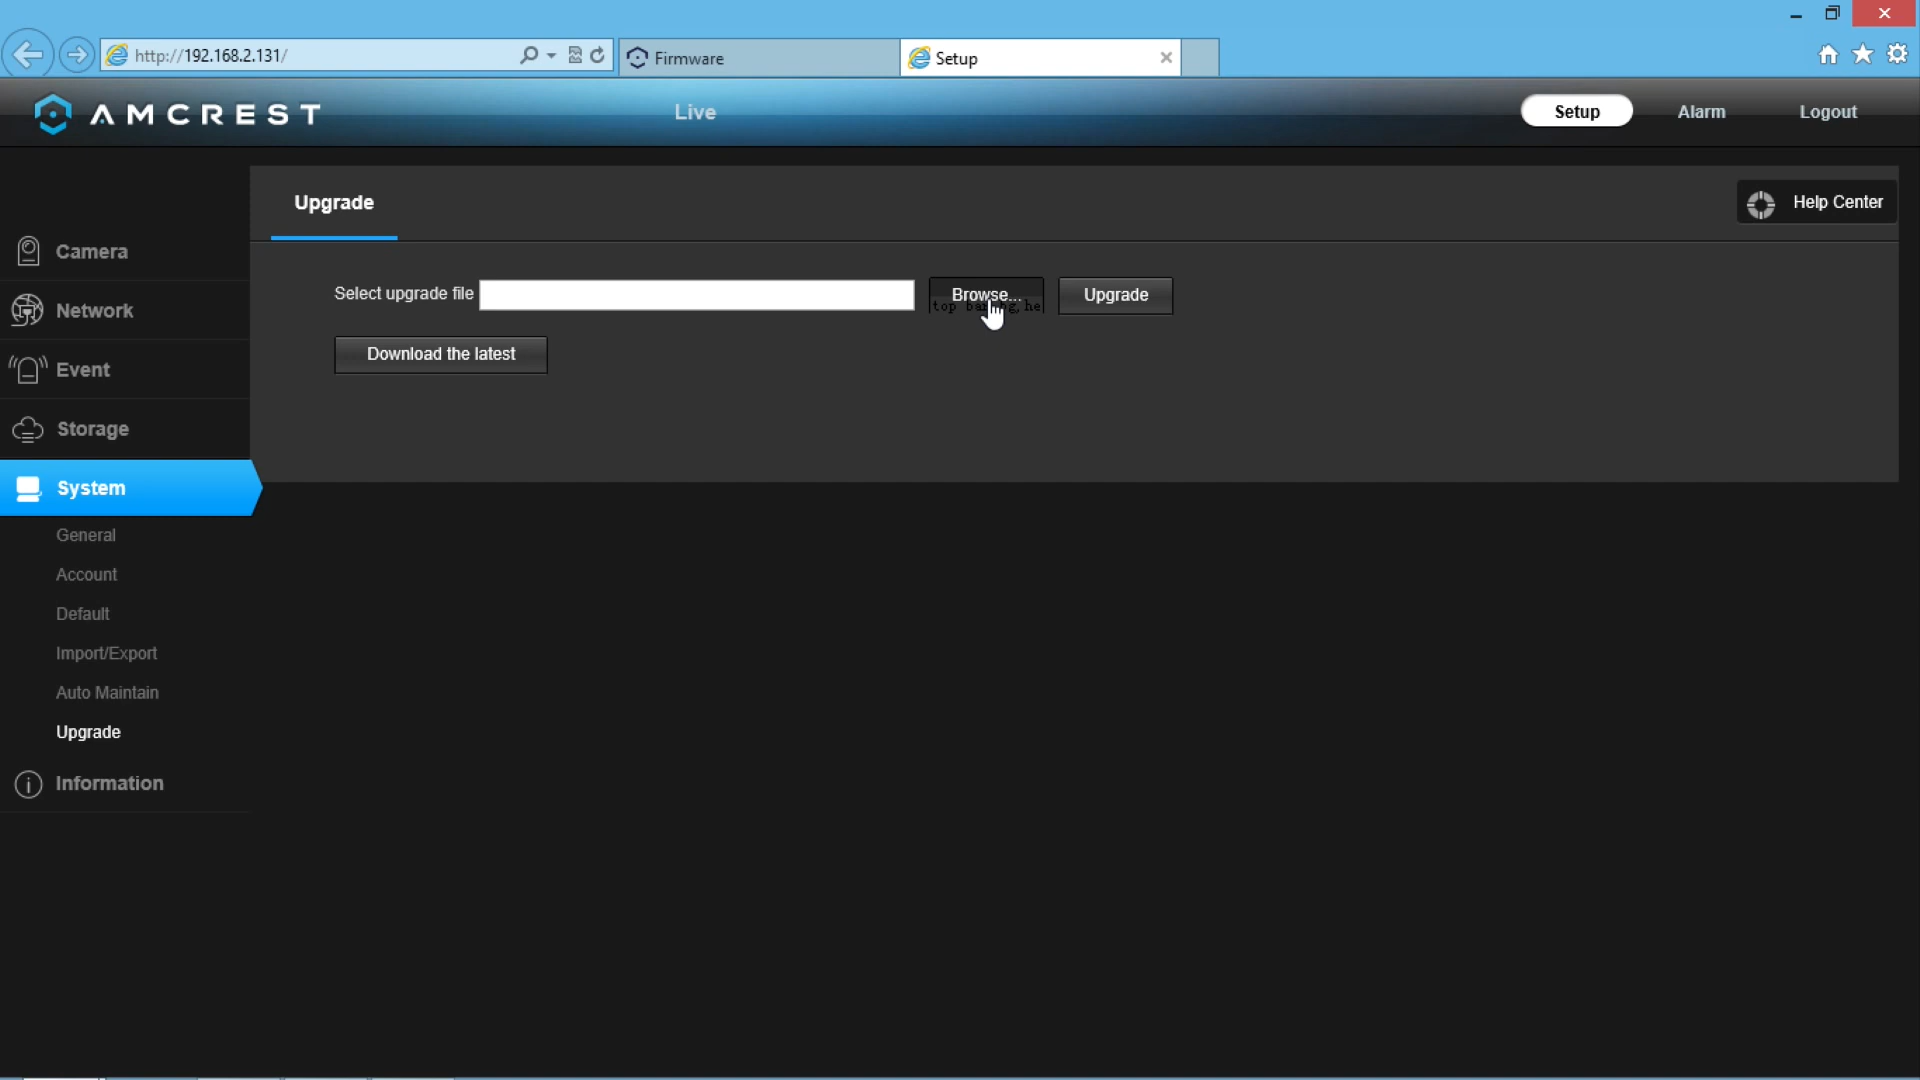 http://192.168.2.131/
Firmware
Setup
AMCREST
Live
Setup
Alarm
Logout
Upgrade
Help Center
Camera
Network
Event
Storage
System
General
Account
Default
Import/Export
Auto Maintain
Upgrade
Information
Select upgrade file
Browse...
Upgrade
Download the latest